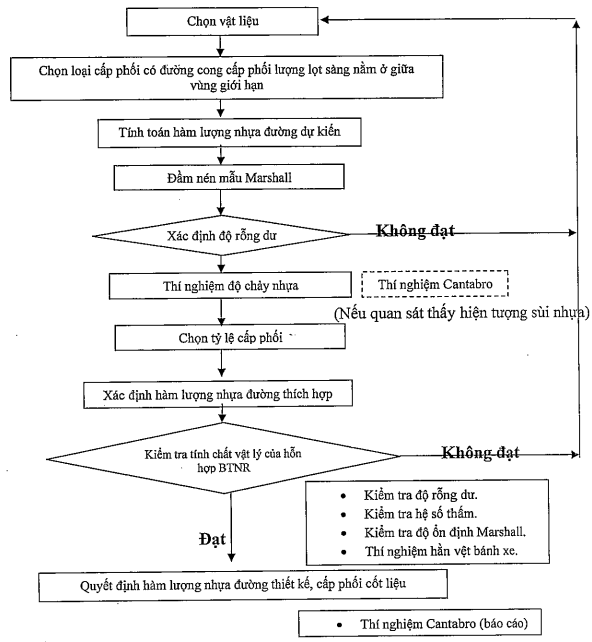 Chọn vật liệu
Chọn loại cấp phối có đường cong cấp phối lượng lọt sàng nằm ở giữa
vùng giới hạn
Tính toán hàm lượng nhựa đường dự kiến
Đầm nén mẫu Marshall
Xác định độ rỗng dư
Không đạt
Thí nghiệm độ chảy nhựa
Thí nghiệm Cantabro
(Nếu quan sát thấy hiện tượng sùi nhựa)
Chọn tỷ lệ cấp phối
Xác định hàm lượng nhựa đường thích hợp
Kiểm tra tính chất vật lý của hỗn
hợp BTNR
Không đạt
Đạt
• Kiểm tra độ rỗng dư.
• Kiểm tra hệ số thấm.
• Kiểm tra độ ổn định Marshall.
• Thí nghiệm hằn vệt bánh xe.
Quyết định hàm lượng nhựa đường thiết kế, cấp phối cốt liệu
• Thí nghiệm Cantabro (báo cáo)